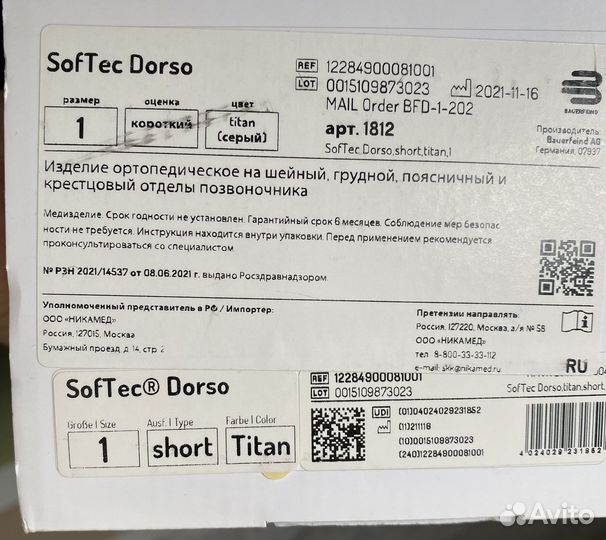 SofTec Dorso
REF 12284900081001
LOT 0015109873023
2021-11-16
MAIL Order BFD-1-202
арт. 1812
SofTec Dorso,short,titan,1
BAUERFEIND
Производитель:
Bauerfeind AG
Германия, 07937
размер
оценка
цвет
1
короткий
titan
(серый)
Изделие ортопедическое на шейный, грудной, поясничный и
крестцовый отделы позвоночника
Медизделие. Срок годности не установлен. Гарантийный срок 6 месяцев. Соблюдение мер безопас
ности не требуется. Инструкция находится внутри упаковки. Перед применением рекомендуется
проконсультироваться со специалистом.
№ РЗН 2021/14537 от 08.06.2021 г. выдано Росздравнадзором.
Уполномоченный представитель в РФ / Импортер:
ООО «НИКАМЕД»
Россия, 127015, Москва
Бумажный проезд, д. 14, стр. 2
Претензии направлять:
Россия, 127220, Москва, а/я № 58
ООО «НИКАМЕД»
тел. 8-800-33-33-112
e-mail: skk@nikamed.ru
RU
SofTec® Dorso
REF 12284900081001
LOT 0015109873023
SofTec Dorso,titan,short,
Größe | Size
Ausf. | Type
Farbe | Color
1
short
Titan
UDI (01)04024029231852
(11)211116
(10)0015109873023
(240)12284900081001
4 024029 231852
Avito